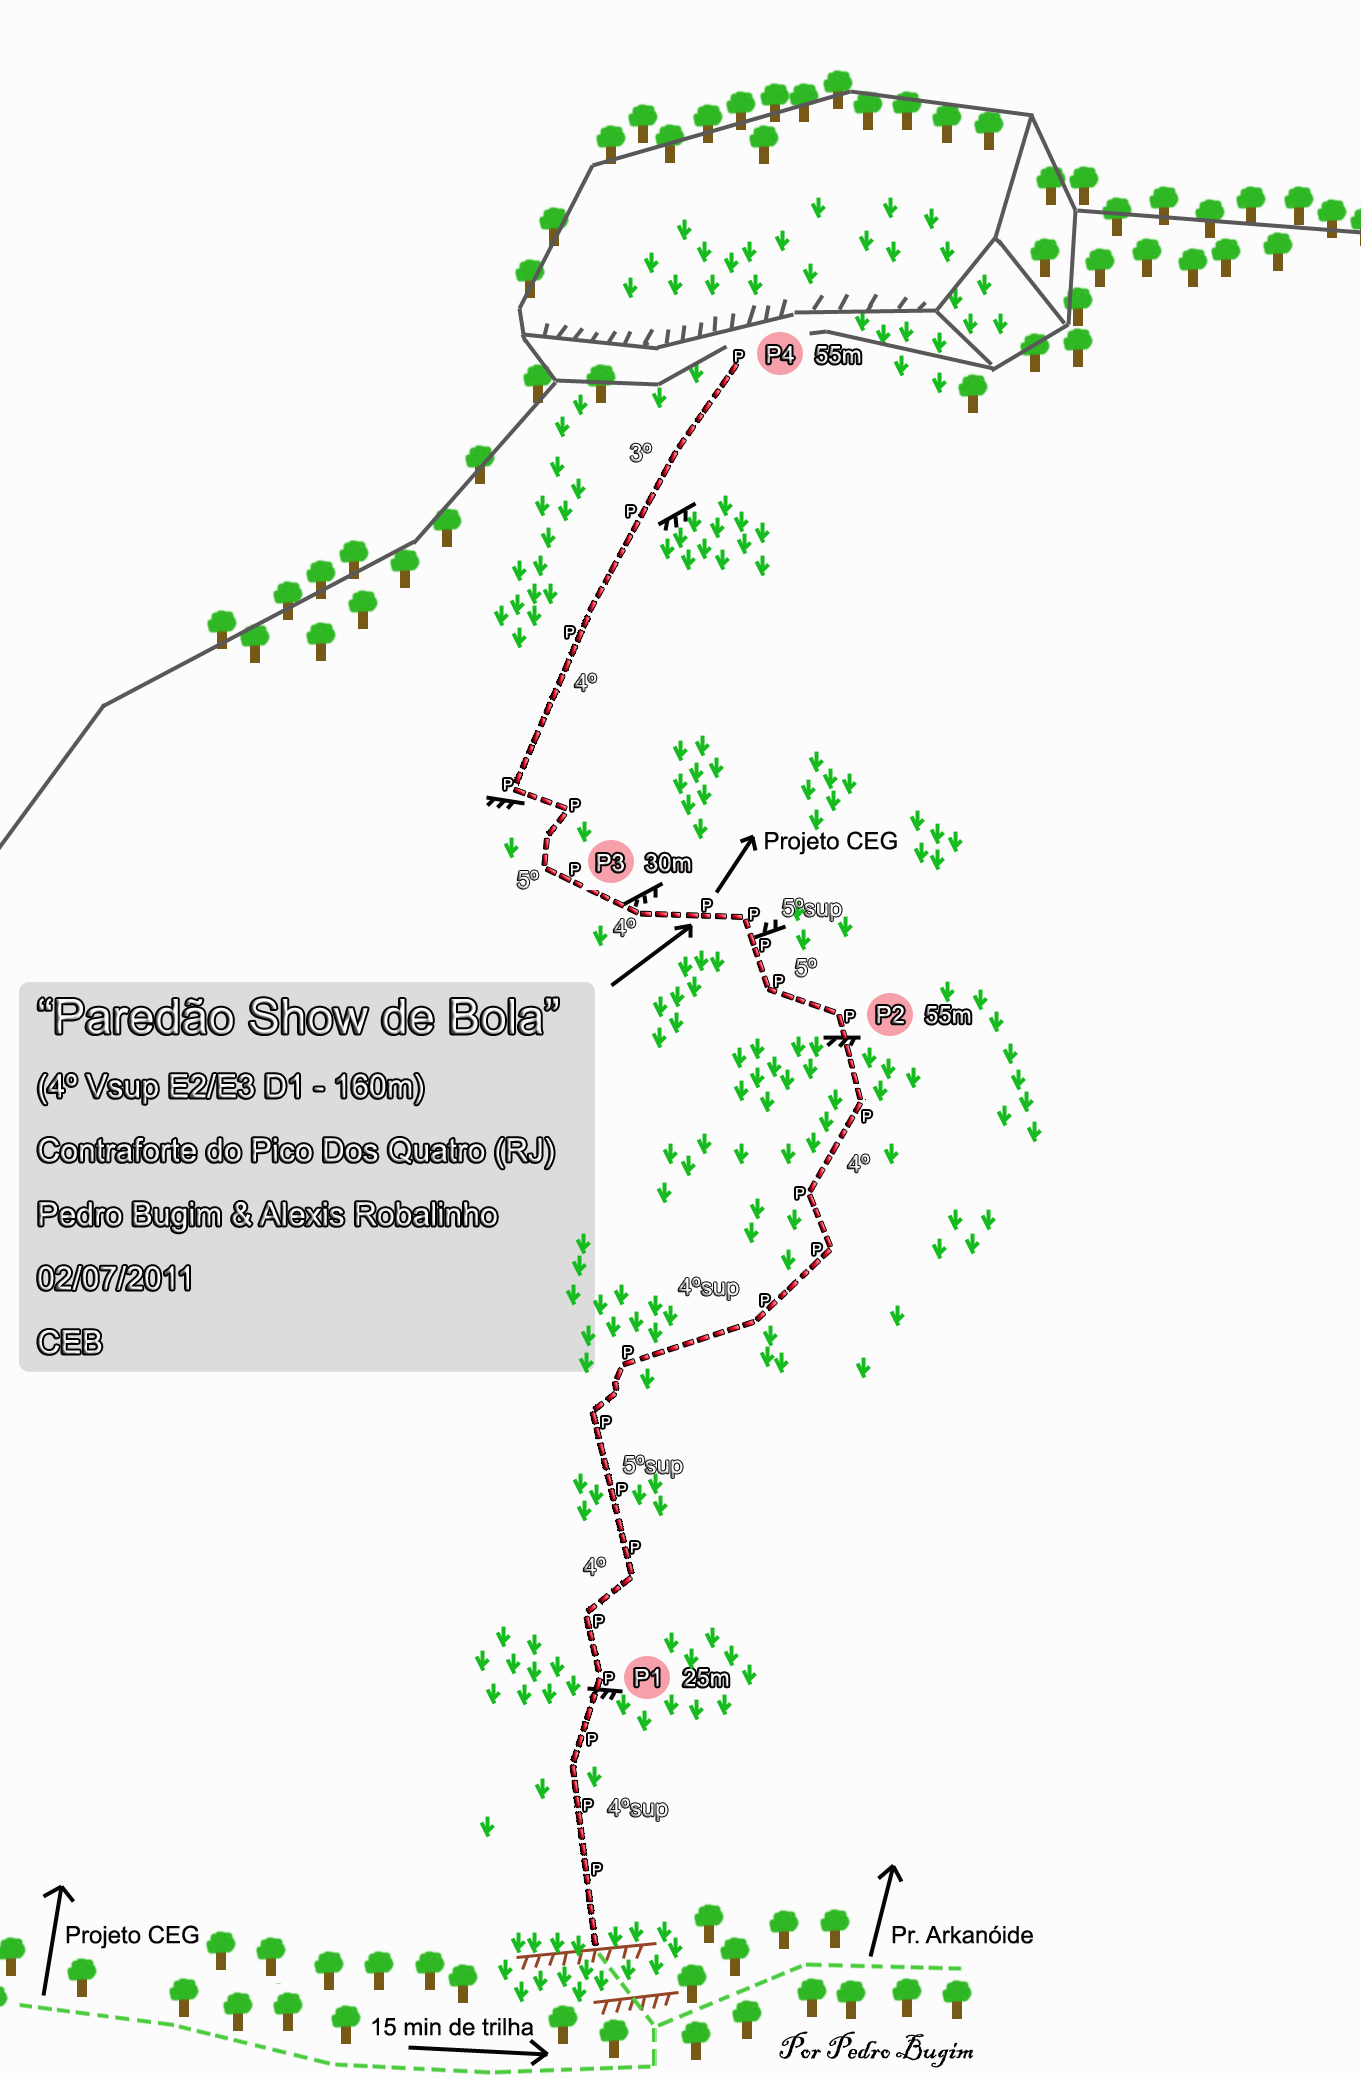 P
P4 55m
3º
P
P
4º
P
P
Projeto CEG
P
P3 30m
5º
P
P
5ºsup
4º
P
5º
P
P
P2 55m
“Paredão Show de Bola”
(4º Vsup E2/E3 D1 - 160m)
Contraforte do Pico Dos Quatro (RJ)
Pedro Bugim & Alexis Robalinho
02/07/2011
CEB
P
4º
P
P
4ºsup
P
P
P
5ºsup
P
P
4º
P
P
P1 25m
P
P
4ºsup
P
Projeto CEG
Pr. Arkanóide
15 min de trilha
Por Pedro Bugim